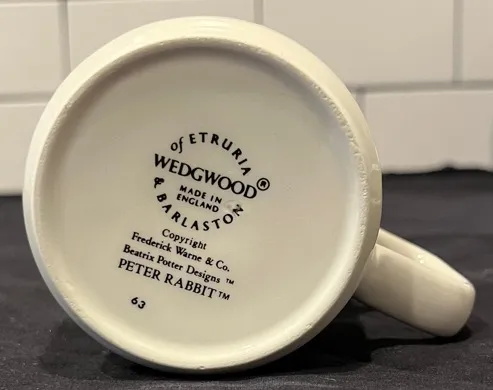 of ETRURIA
WEDGWOOD®
MADE IN
ENGLAND
& BARLASTON
Copyright
Frederick Warne & Co.
Beatrix Potter Designs ™
PETER RABBIT™
63